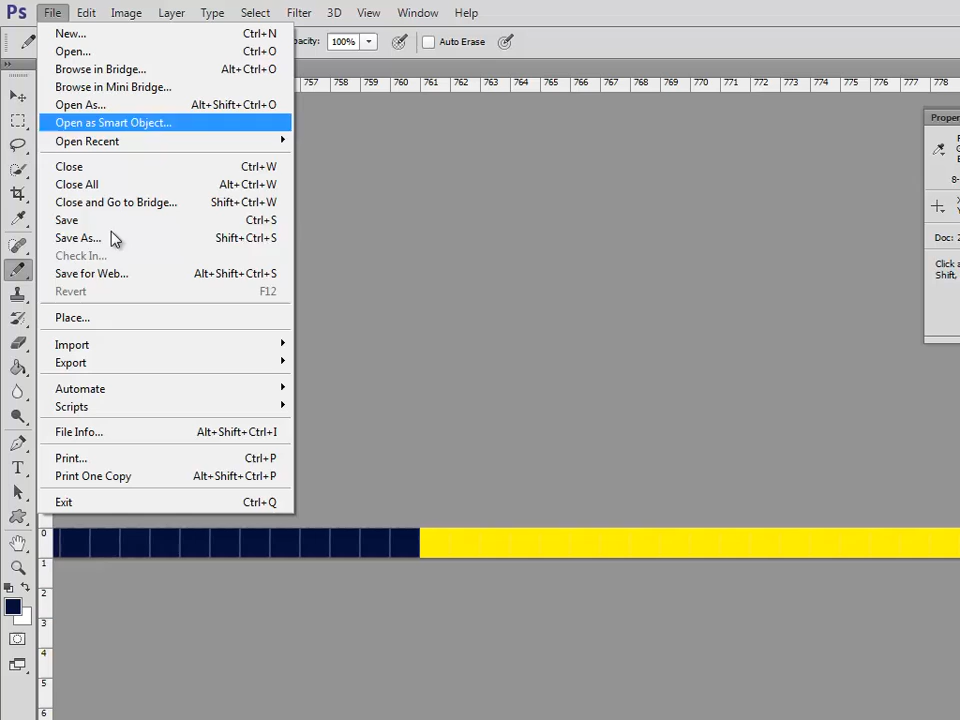 Ps File Edit Image Layer Type Select Filter 3D View Window Help
pacity: 100% Auto Erase
757 758 759 760 761 762 763 764 765 766 767 768 769 770 771 772 773 774 775 776 777 778
New... Ctrl+N
Open...
Browse in Bridge... Alt+Ctrl+O
Browse in Mini Bridge...
Open As... Alt+Shift+Ctrl+O
Open as Smart Object...
Open Recent
Close Ctrl+W
Close All Alt+Ctrl+W
Close and Go to Bridge... Shift+Ctrl+W
Save Ctrl+S
Save As... Shift+Ctrl+S
Check In...
Save for Web... Alt+Shift+Ctrl+S
Revert F12
Place...
Import
Export
Automate
Scripts
File Info... Alt+Shift+Ctrl+I
Print... Ctrl+P
Print One Copy Alt+Shift+Ctrl+P
Exit Ctrl+Q
Proper
8-
Doc: 2
Click a
Shift,
0
1
2
3
4
5
6